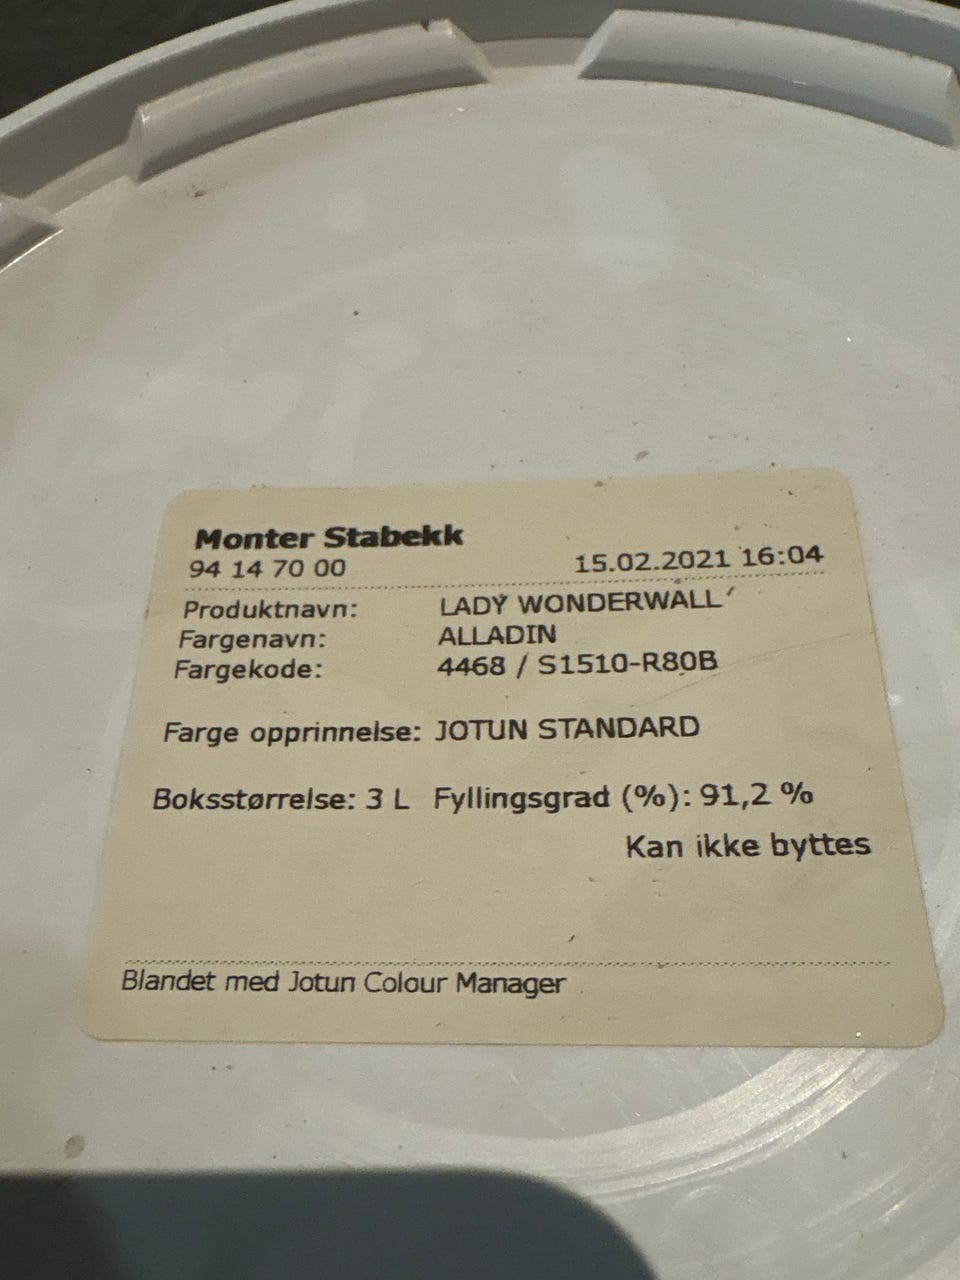 Monter Stabekk
94 14 70 00 15.02.2021 16:04
Produktnavn: LADY WONDERWALL
Fargenavn: ALLADIN
Fargekode: 4468 / S1510-R80B
Farge opprinnelse: JOTUN STANDARD
Boksstørrelse: 3 L Fyllingsgrad (%): 91,2 %
Kan ikke byttes
Blandet med Jotun Colour Manager